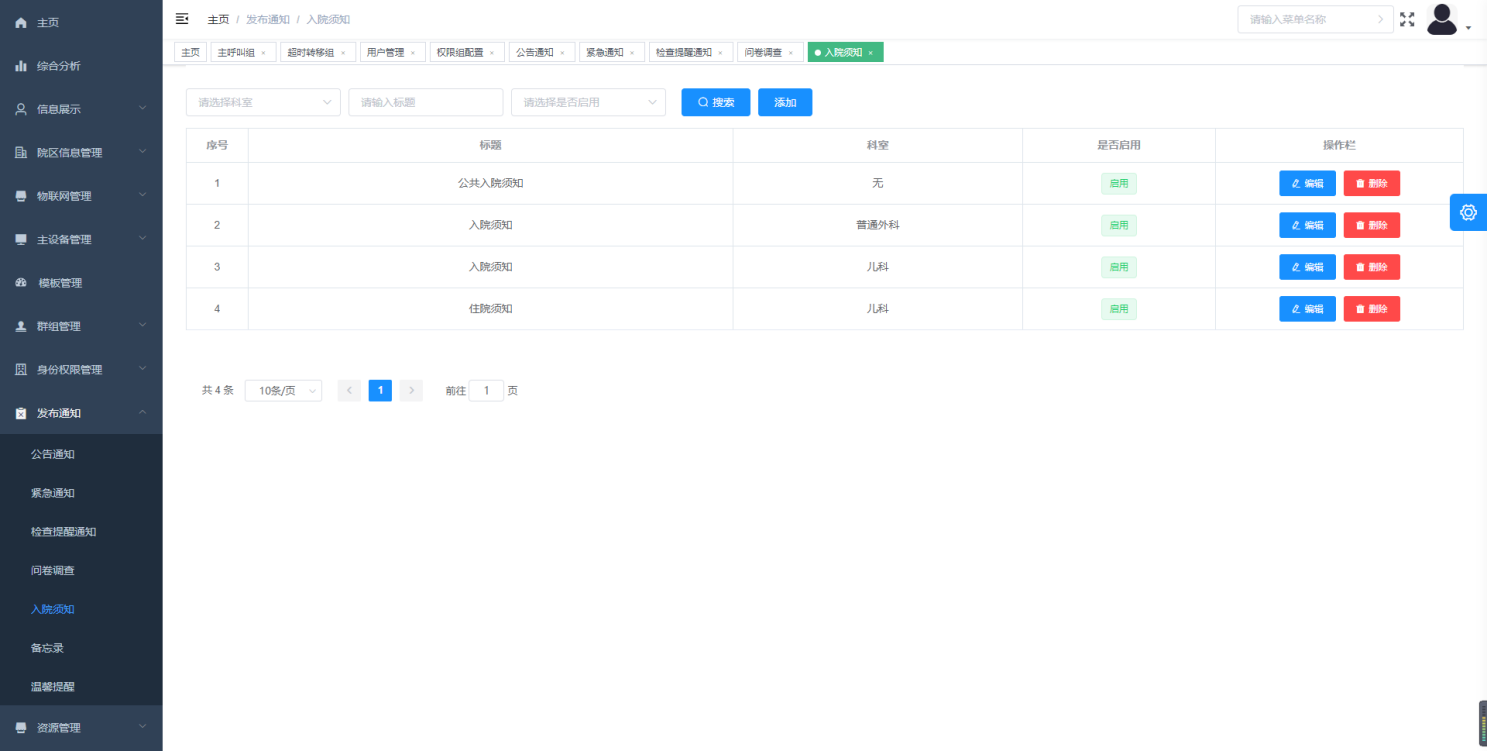 主页
综合分析
信息展示
院区信息管理
物联网管理
主设备管理
模板管理
群组管理
身份权限管理
发布通知
公告通知
紧急通知
检查提醒通知
问卷调查
入院须知
备忘录
温馨提醒
资源管理
主页 / 发布通知 / 入院须知
请输入菜单名称
主页 主呼叫组 × 超时转移组 × 用户管理 × 权限组配置 × 公告通知 × 紧急通知 × 检查提醒通知 × 问卷调查 × 入院须知 ×
请选择科室 请输入标题 请选择是否启用 搜索 添加
序号 标题 科室 是否启用 操作栏
1 公共入院须知 无 启用 编辑 删除
2 入院须知 普通外科 启用 编辑 删除
3 入院须知 儿科 启用 编辑 删除
4 住院须知 儿科 启用 编辑 删除
共 4 条 10条/页 1 前往 1 页